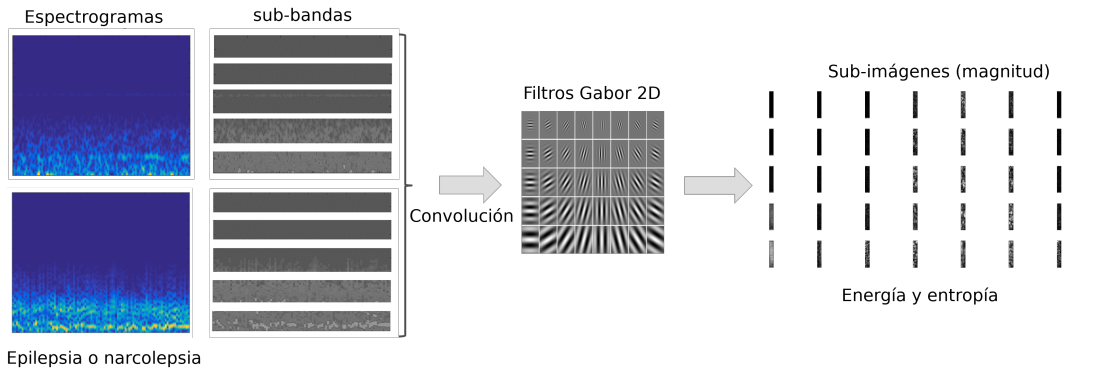 Espectrogramas
sub-bandas
Epilepsia o narcolepsia
Convolución
Filtros Gabor 2D
Sub-imágenes (magnitud)
Energía y entropía